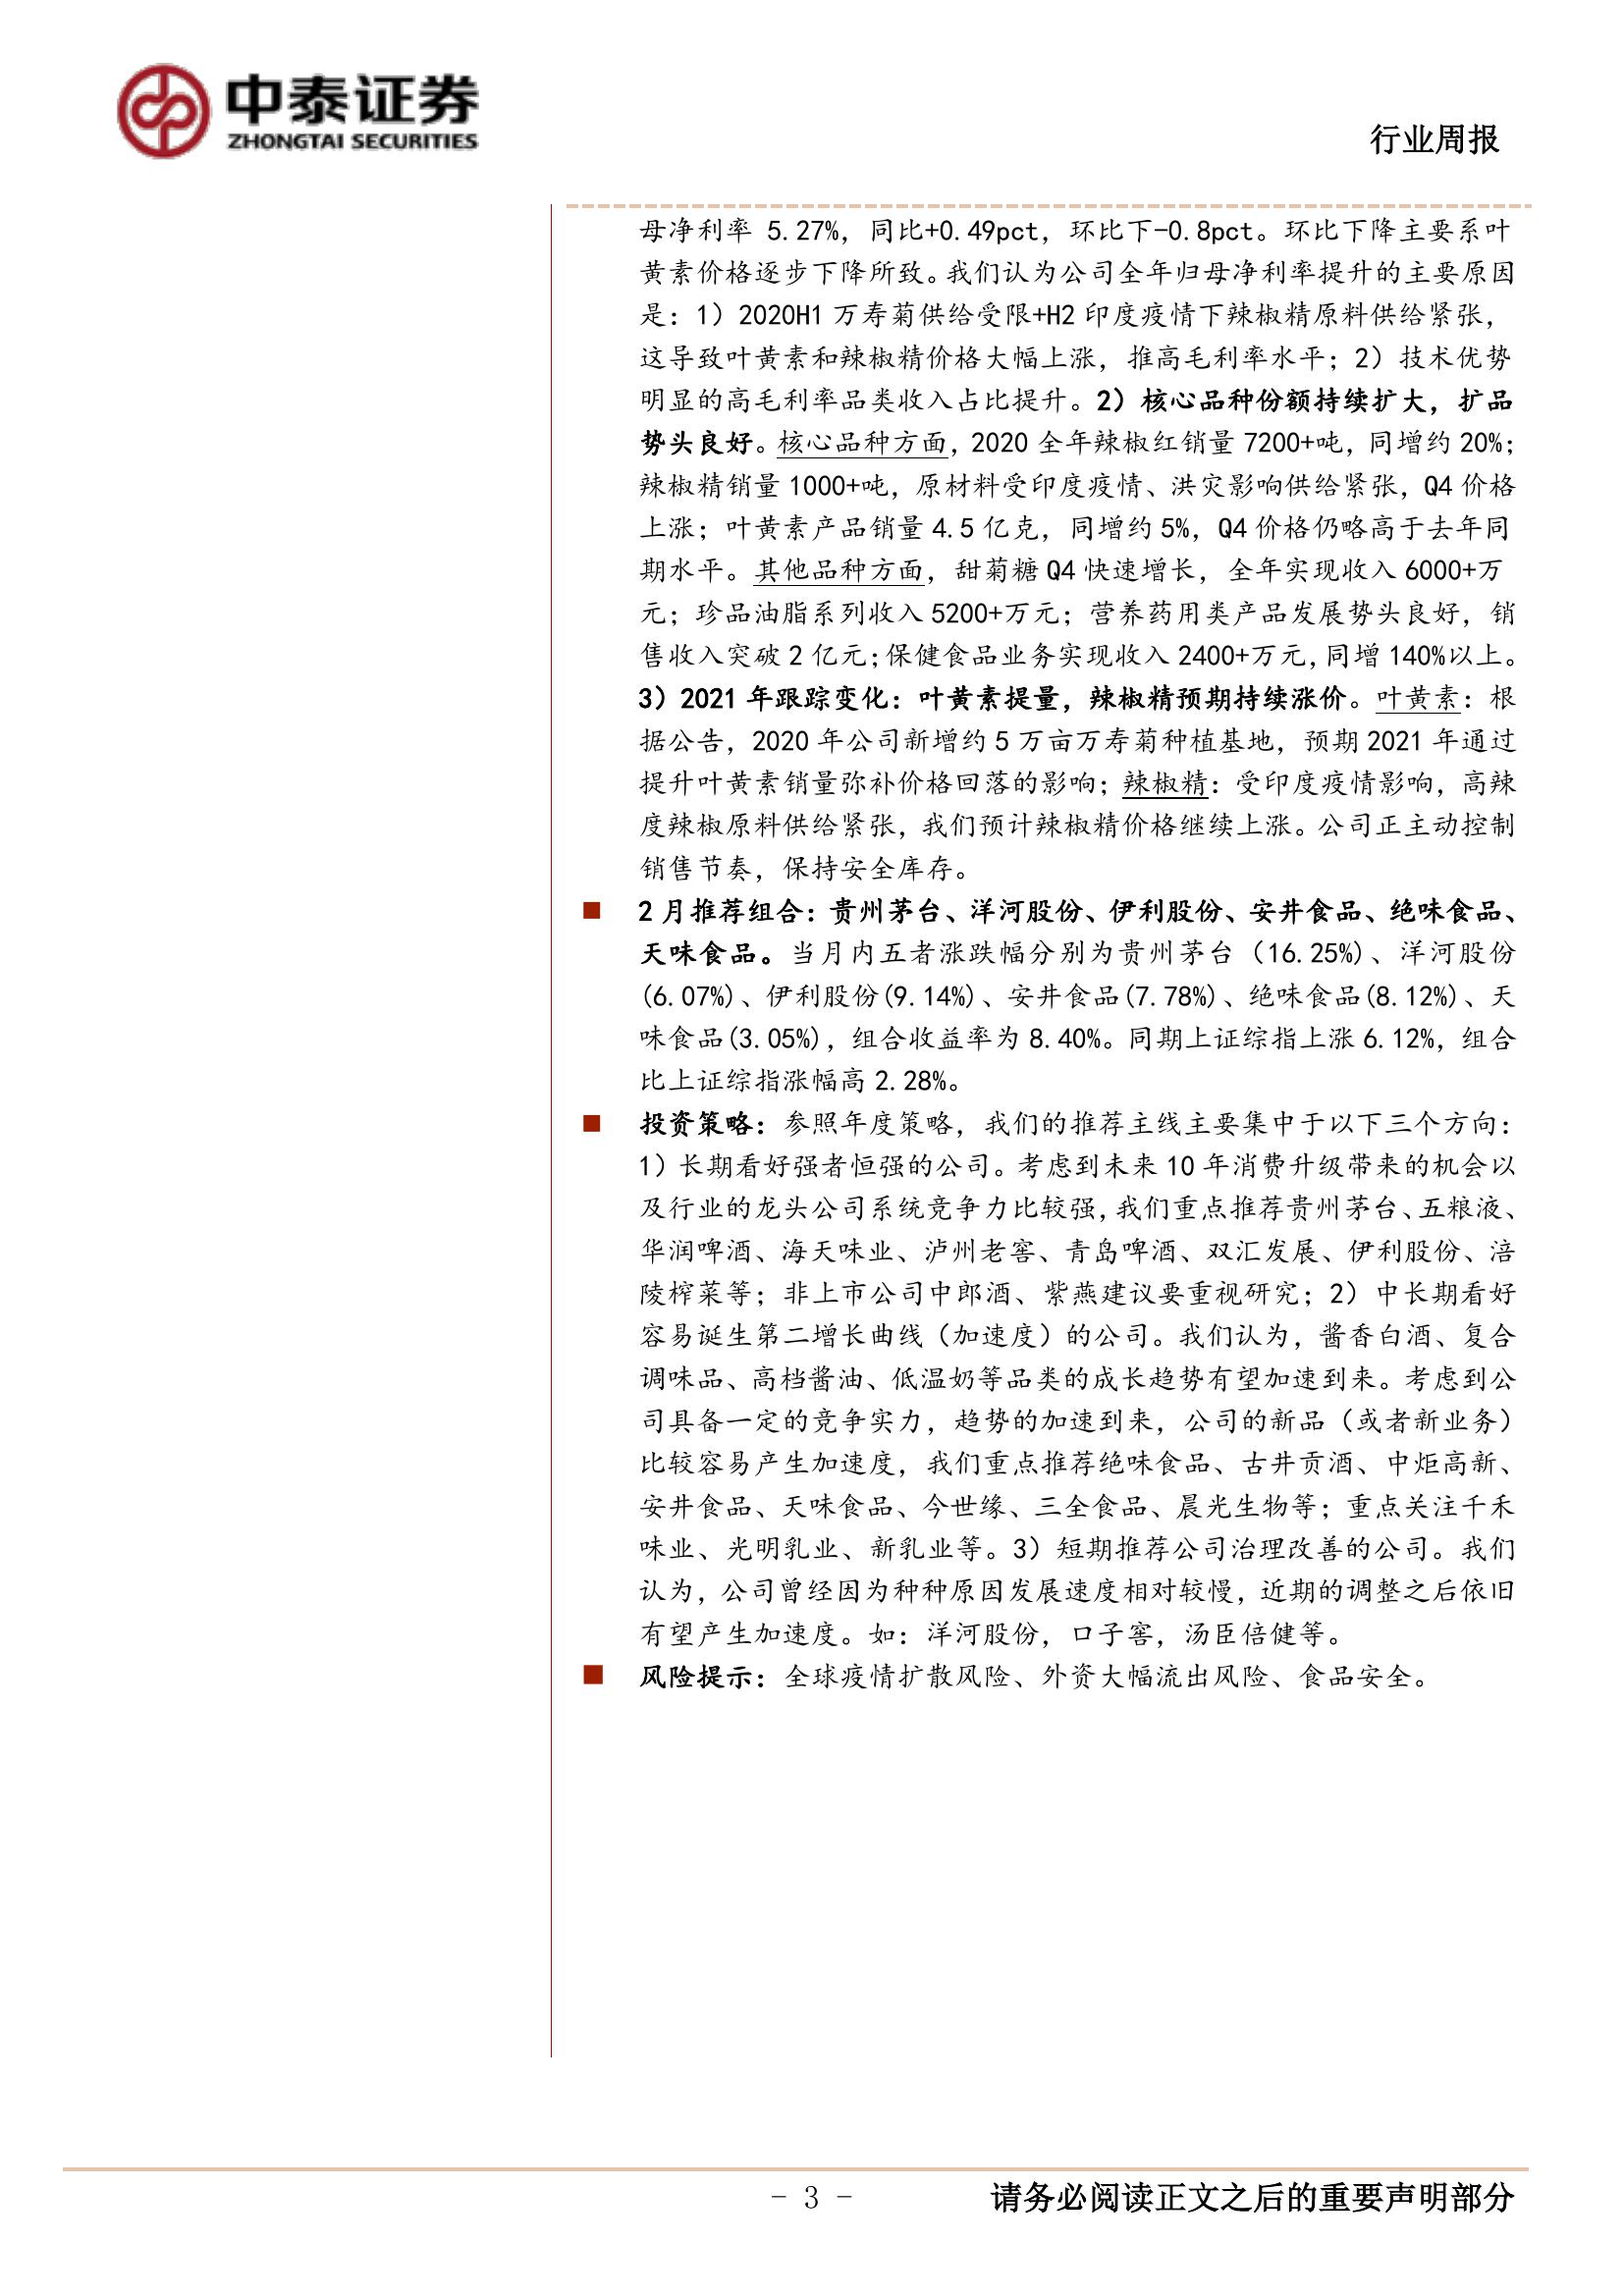 中泰证券
ZHONGTAI SECURITIES
行业周报
母净利率 5.27%，同比+0.49pct，环比下-0.8pct。环比下降主要系叶
黄素价格逐步下降所致。我们认为公司全年归母净利率提升的主要原因
是：1）2020H1 万寿菊供给受限+H2 印度疫情下辣椒精原料供给紧张，
这导致叶黄素和辣椒精价格大幅上涨，推高毛利率水平；2）技术优势
明显的高毛利率品类收入占比提升。2）核心品种份额持续扩大，扩品
势头良好。核心品种方面，2020 全年辣椒红销量 7200+吨，同增约 20%；
辣椒精销量 1000+吨，原材料受印度疫情、洪灾影响供给紧张，Q4 价格
上涨；叶黄素产品销量 4.5 亿克，同增约 5%，Q4 价格仍略高于去年同
期水平。其他品种方面，甜菊糖 Q4 快速增长，全年实现收入 6000+万
元；珍品油脂系列收入 5200+万元；营养药用类产品发展势头良好，销
售收入突破 2 亿元；保健食品业务实现收入 2400+万元，同增 140%以上。
3）2021 年跟踪变化：叶黄素提量，辣椒精预期持续涨价。叶黄素：根
据公告，2020 年公司新增约 5 万亩万寿菊种植基地，预期 2021 年通过
提升叶黄素销量弥补价格回落的影响；辣椒精：受印度疫情影响，高辣
度辣椒原料供给紧张，我们预计辣椒精价格继续上涨。公司正主动控制
销售节奏，保持安全库存。
■ 2 月推荐组合：贵州茅台、洋河股份、伊利股份、安井食品、绝味食品、
天味食品。当月内五者涨跌幅分别为贵州茅台（16.25%)、洋河股份
(6.07%)、伊利股份(9.14%)、安井食品(7.78%)、绝味食品(8.12%)、天
味食品(3.05%)，组合收益率为 8.40%。同期上证综指上涨 6.12%，组合
比上证综指涨幅高 2.28%。
■ 投资策略：参照年度策略，我们的推荐主线主要集中于以下三个方向：
1）长期看好强者恒强的公司。考虑到未来 10 年消费升级带来的机会以
及行业的龙头公司系统竞争力比较强，我们重点推荐贵州茅台、五粮液、
华润啤酒、海天味业、泸州老窖、青岛啤酒、双汇发展、伊利股份、涪
陵榨菜等；非上市公司中郎酒、紫燕建议要重视研究；2）中长期看好
容易诞生第二增长曲线（加速度）的公司。我们认为，酱香白酒、复合
调味品、高档酱油、低温奶等品类的成长趋势有望加速到来。考虑到公
司具备一定的竞争实力，趋势的加速到来，公司的新品（或者新业务）
比较容易产生加速度，我们重点推荐绝味食品、古井贡酒、中炬高新、
安井食品、天味食品、今世缘、三全食品、晨光生物等；重点关注千禾
味业、光明乳业、新乳业等。3）短期推荐公司治理改善的公司。我们
认为，公司曾经因为种种原因发展速度相对较慢，近期的调整之后依旧
有望产生加速度。如：洋河股份，口子窖，汤臣倍健等。
■ 风险提示：全球疫情扩散风险、外资大幅流出风险、食品安全。
- 3 -
请务必阅读正文之后的重要声明部分